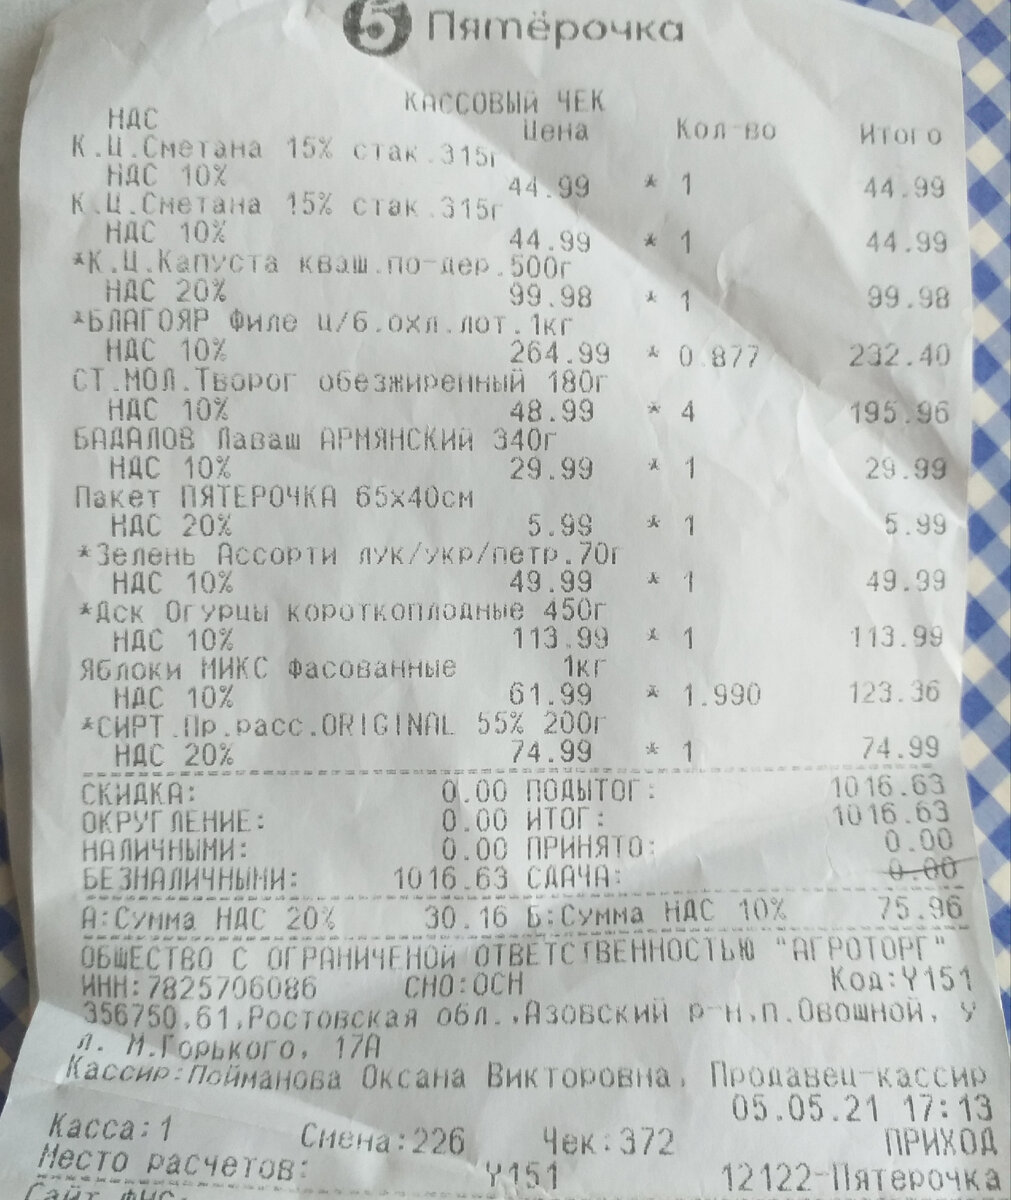 5 Пятёрочка
КАССОВЫЙ ЧЕК
НДС Цена Кол-во Итого
К.Ц.Сметана 15% стак.315г
НДС 10% 44.99 * 1 44.99
К.Ц.Сметана 15% стак.315г
НДС 10% 44.99 * 1 44.99
*К.Ц.Капуста кваш.по-дер.500г
НДС 20% 99.98 * 1 99.98
*БЛАГОЯР Филе ц/б.охл.лот.1кг
НДС 10% 264.99 * 0.877 232.40
СТ.МОЛ.Творог обезжиренный 180г
НДС 10% 48.99 * 4 195.96
БАДАЛОВ Лаваш АРМЯНСКИЙ 340г
НДС 10% 29.99 * 1 29.99
Пакет ПЯТЕРОЧКА 65х40см
НДС 20% 5.99 * 1 5.99
*Зелень Ассорти лук/укр/петр.70г
НДС 10% 49.99 * 1 49.99
*Дск Огурцы короткоплодные 450г
НДС 10% 113.99 * 1 113.99
Яблоки МИКС фасованные 1кг
НДС 10% 61.99 * 1.990 123.36
*СИРТ.Пр.расс.ORIGINAL 55% 200г
НДС 20% 74.99 * 1 74.99
СКИДКА: 0.00 ПОДЫТОГ: 1016.63
ОКРУГЛЕНИЕ: 0.00 ИТОГ: 1016.63
НАЛИЧНЫМИ: 0.00 ПРИНЯТО: 0.00
БЕЗНАЛИЧНЫМИ: 1016.63 СДАЧА: 0.00
А:Сумма НДС 20% 30.16 Б:Сумма НДС 10% 75.96
ОБЩЕСТВО С ОГРАНИЧЕНОЙ ОТВЕТСТВЕННОСТЬЮ "АГРОТОРГ"
ИНН:7825706086 СНО:ОСН Код:Y151
356750,61,Ростовская обл.,Азовский р-н,п.Овошной, у
л. М.Горького, 17А
Кассир:Пойманова Оксана Викторовна, Продавец-кассир
05.05.21 17:13
Касса:1 Смена:226 Чек:372 ПРИХОД
Место расчетов: Y151 12122-Пятерочка
Сайт ФНС: